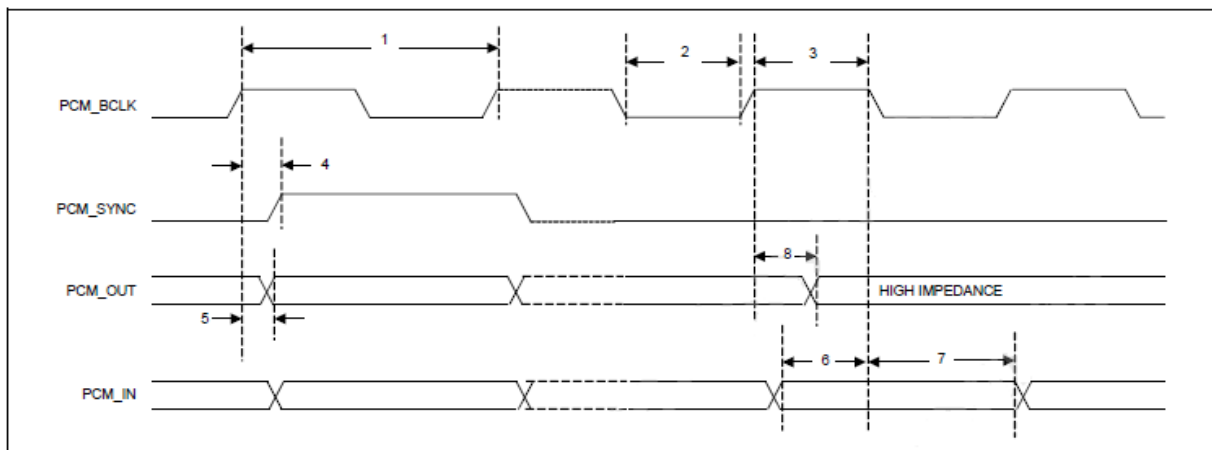 1
2
3
PCM_BCLK
4
PCM_SYNC
8
PCM_OUT
HIGH IMPEDANCE
5
6
7
PCM_IN